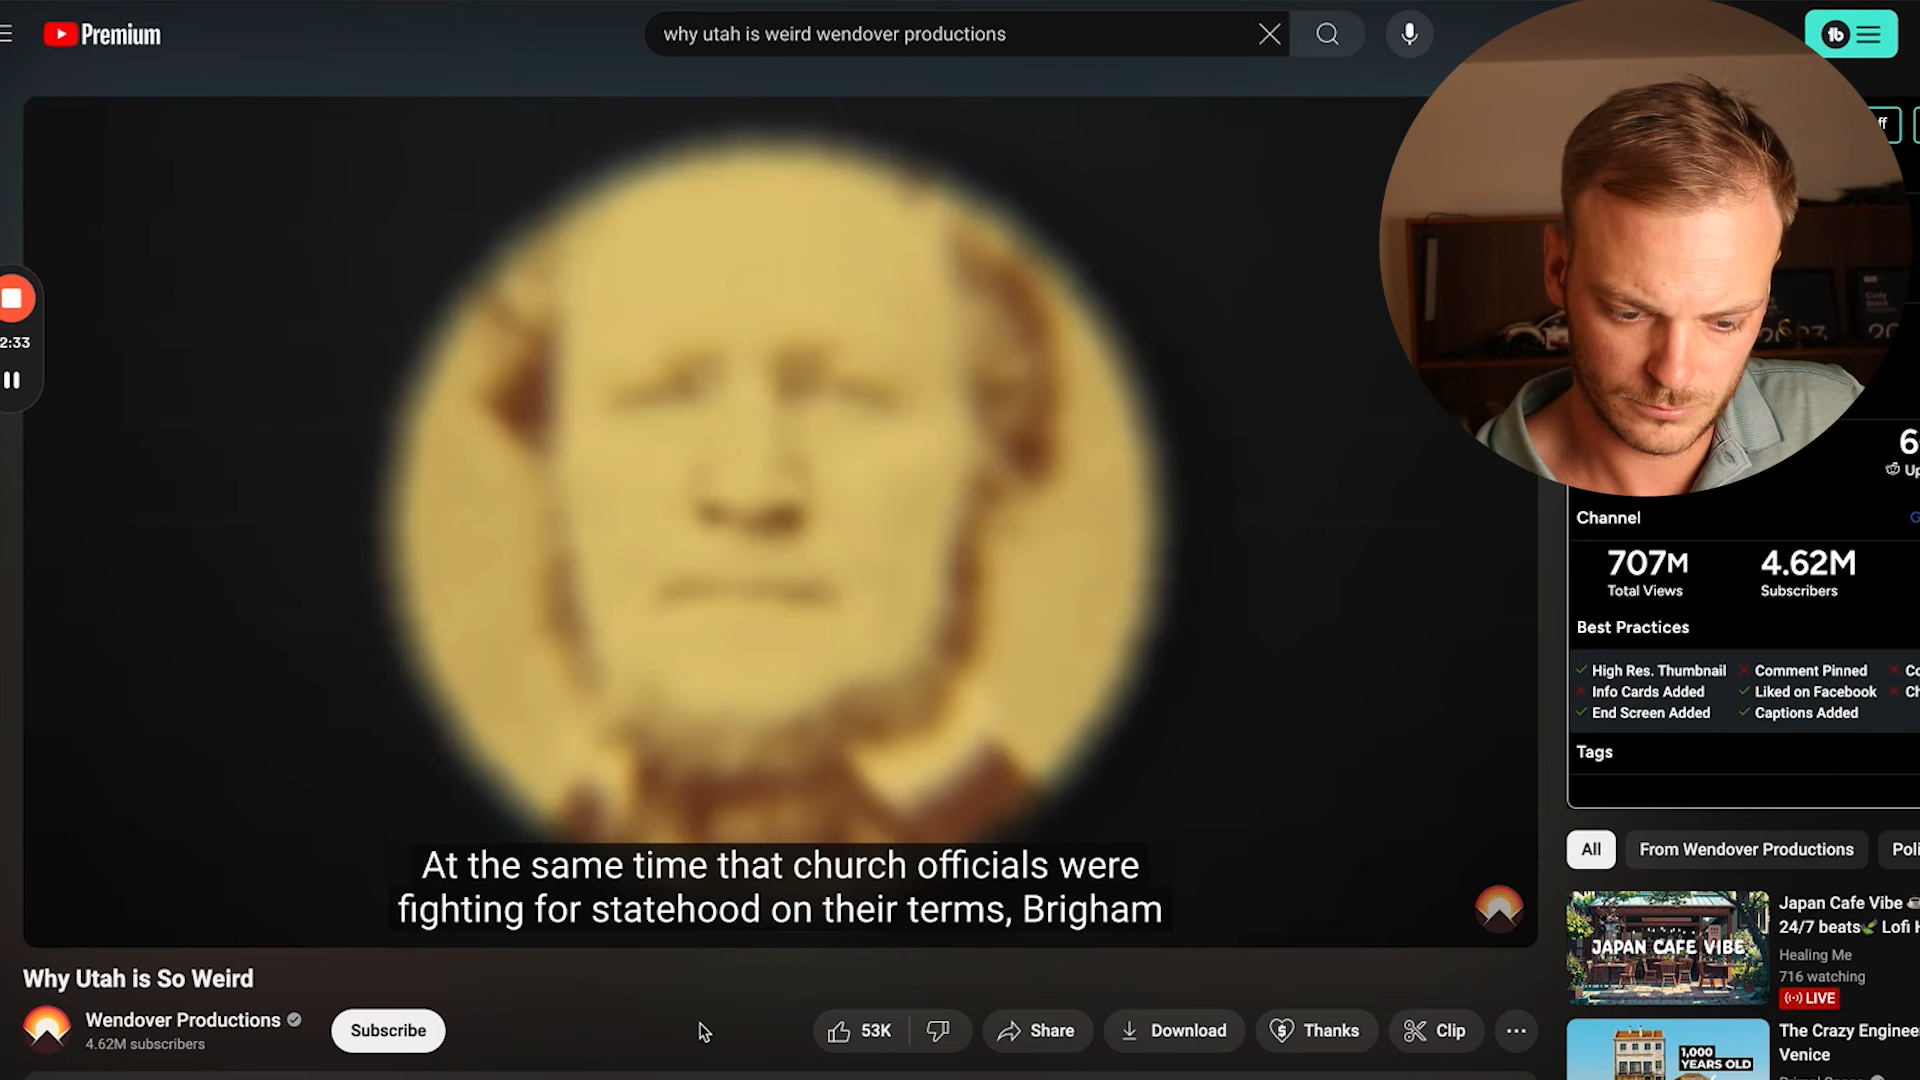 Premium
why utah is weird wendover productions
tb
ff
2:33
Channel
707M
Total Views
4.62M
Subscribers
Best Practices
High Res. Thumbnail
Comment Pinned
Info Cards Added
Liked on Facebook
End Screen Added
Captions Added
Tags
At the same time that church officials were
fighting for statehood on their terms, Brigham
Why Utah is So Weird
Wendover Productions
4.62M subscribers
Subscribe
53K
Share
Download
Thanks
Clip
All
From Wendover Productions
JAPAN CAFE VIBE
Japan Cafe Vibe
24/7 beats Lofi
Healing Me
716 watching
LIVE
1,000
YEARS OLD
The Crazy Enginee
Venice